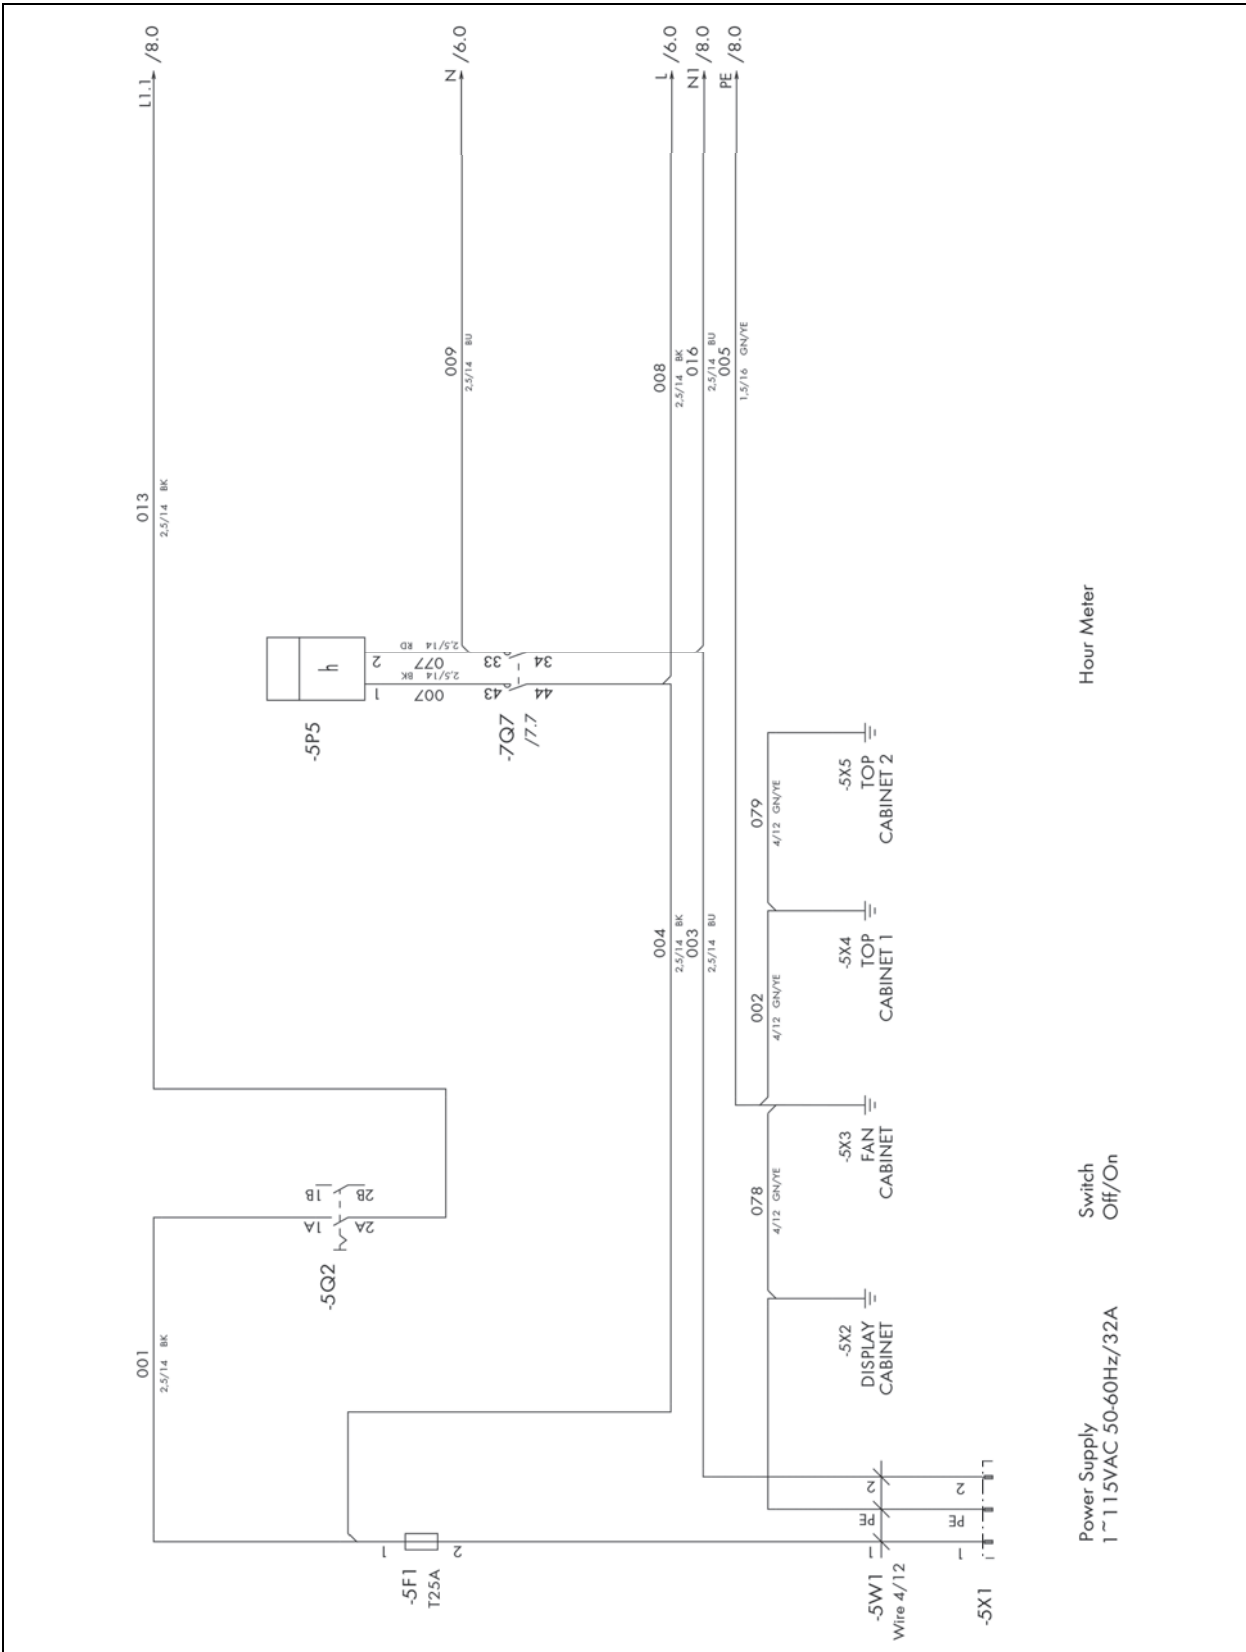 L1.1 /8.0
N /6.0
L /6.0
N1 /8.0
PE /8.0
013
2,5/14 BK
009
2,5/14 BU
008
2,5/14 BK
016
2,5/14 BU
005
1,5/16 GN/YE
-5P5
h
1
2
007
2,5/14 BK
077
2,5/14 RD
-7Q7
/7.7
43
33
44
34
004
2,5/14 BK
003
2,5/14 BU
079
4/12 GN/YE
002
4/12 GN/YE
078
4/12 GN/YE
-5X5
TOP
CABINET 2
-5X4
TOP
CABINET 1
-5X3
FAN
CABINET
-5X2
DISPLAY
CABINET
001
2,5/14 BK
-5Q2
1A
1B
2A
2B
-5F1
T25A
1
2
-5W1
Wire 4/12
1
PE
2
-5X1
1
PE
2
Power Supply
1~115VAC 50-60Hz/32A
Switch
Off/On
Hour Meter